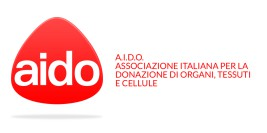 aido
A.I.D.O.
ASSOCIAZIONE ITALIANA PER LA
DONAZIONE DI ORGANI, TESSUTI
E CELLULE